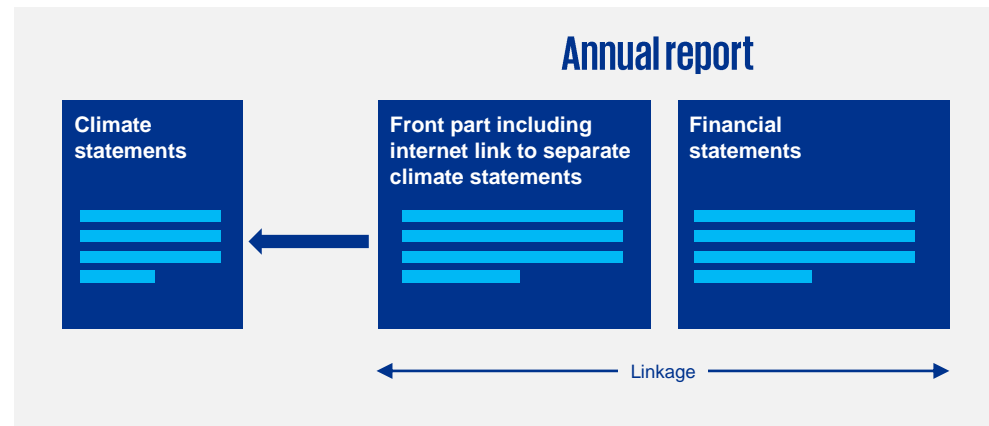 Annual report
Climate
statements
Front part including
internet link to separate
climate statements
Financial
statements
Linkage